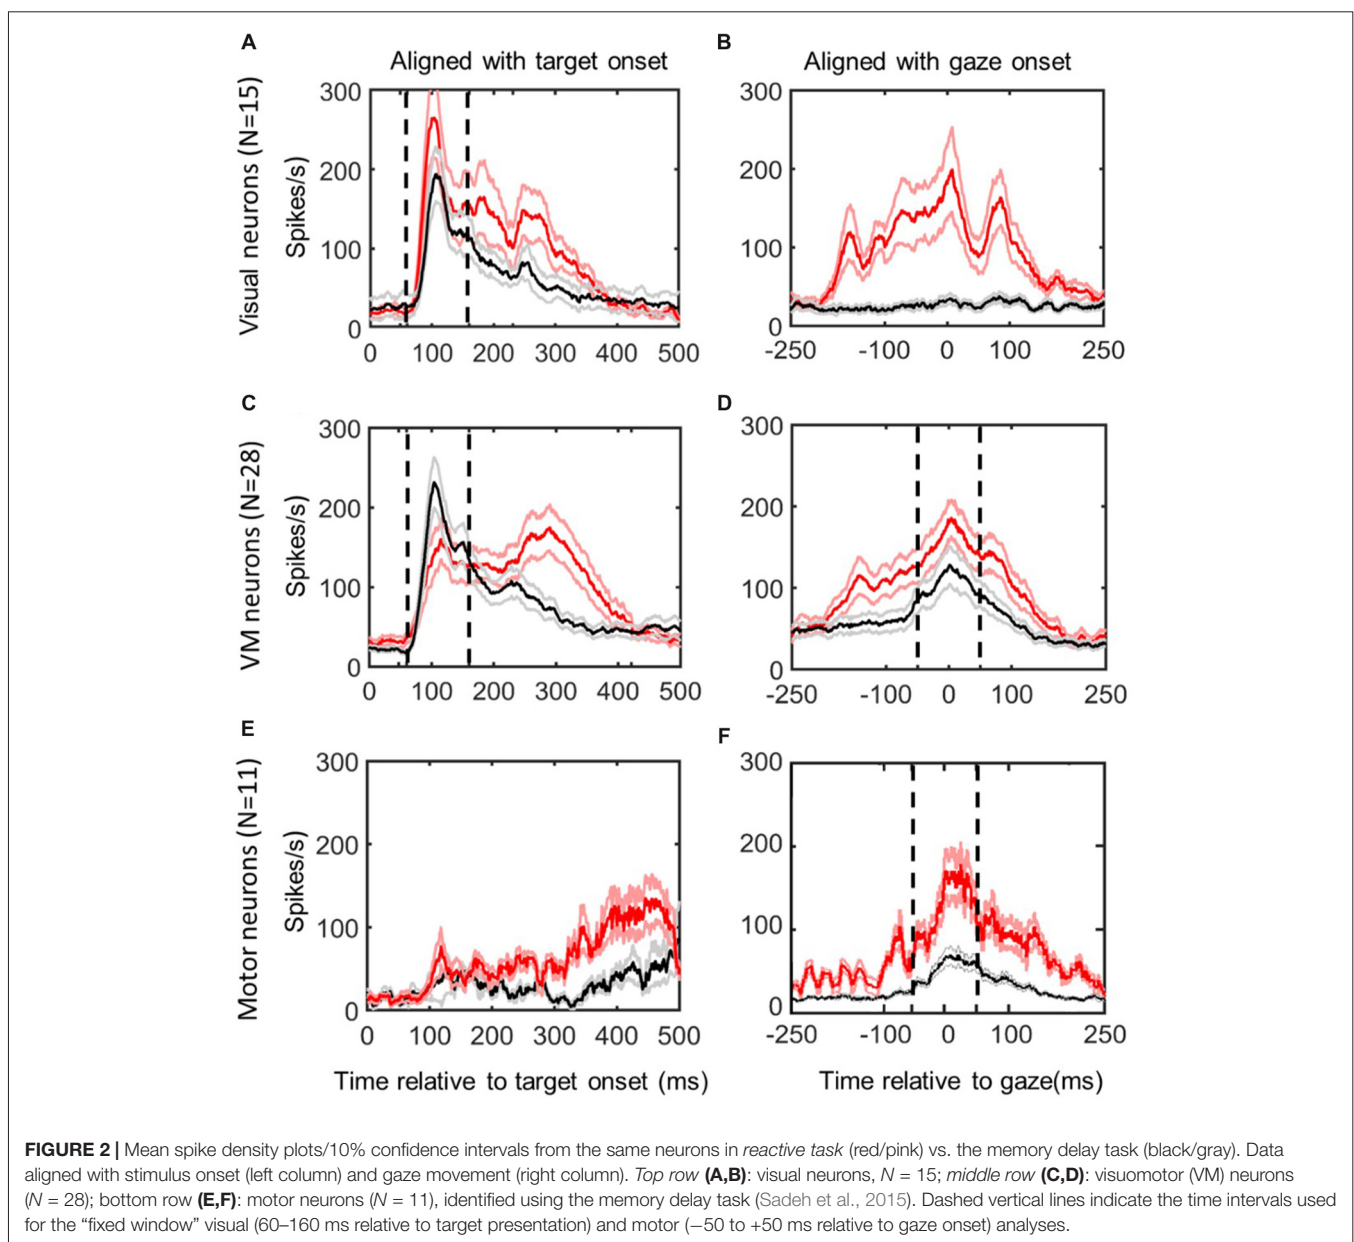 A
Aligned with target onset
B
Aligned with gaze onset
Visual neurons (N=15)
Spikes/s
300
200
100
0
0 100 200 300 400 500
300
200
100
0
-250 -100 0 100 250
C
D
VM neurons (N=28)
Spikes/s
300
200
100
0
0 100 200 300 400 500
300
200
100
0
-250 -100 0 100 250
E
F
Motor neurons (N=11)
Spikes/s
300
200
100
0
0 100 200 300 400 500
300
200
100
0
-250 -100 0 100 250
Time relative to target onset (ms)
Time relative to gaze(ms)
FIGURE 2 | Mean spike density plots/10% confidence intervals from the same neurons in reactive task (red/pink) vs. the memory delay task (black/gray). Data
aligned with stimulus onset (left column) and gaze movement (right column). Top row (A,B): visual neurons, N = 15; middle row (C,D): visuomotor (VM) neurons
(N = 28); bottom row (E,F): motor neurons (N = 11), identified using the memory delay task (Sadeh et al., 2015). Dashed vertical lines indicate the time intervals used
for the “fixed window” visual (60–160 ms relative to target presentation) and motor (−50 to +50 ms relative to gaze onset) analyses.